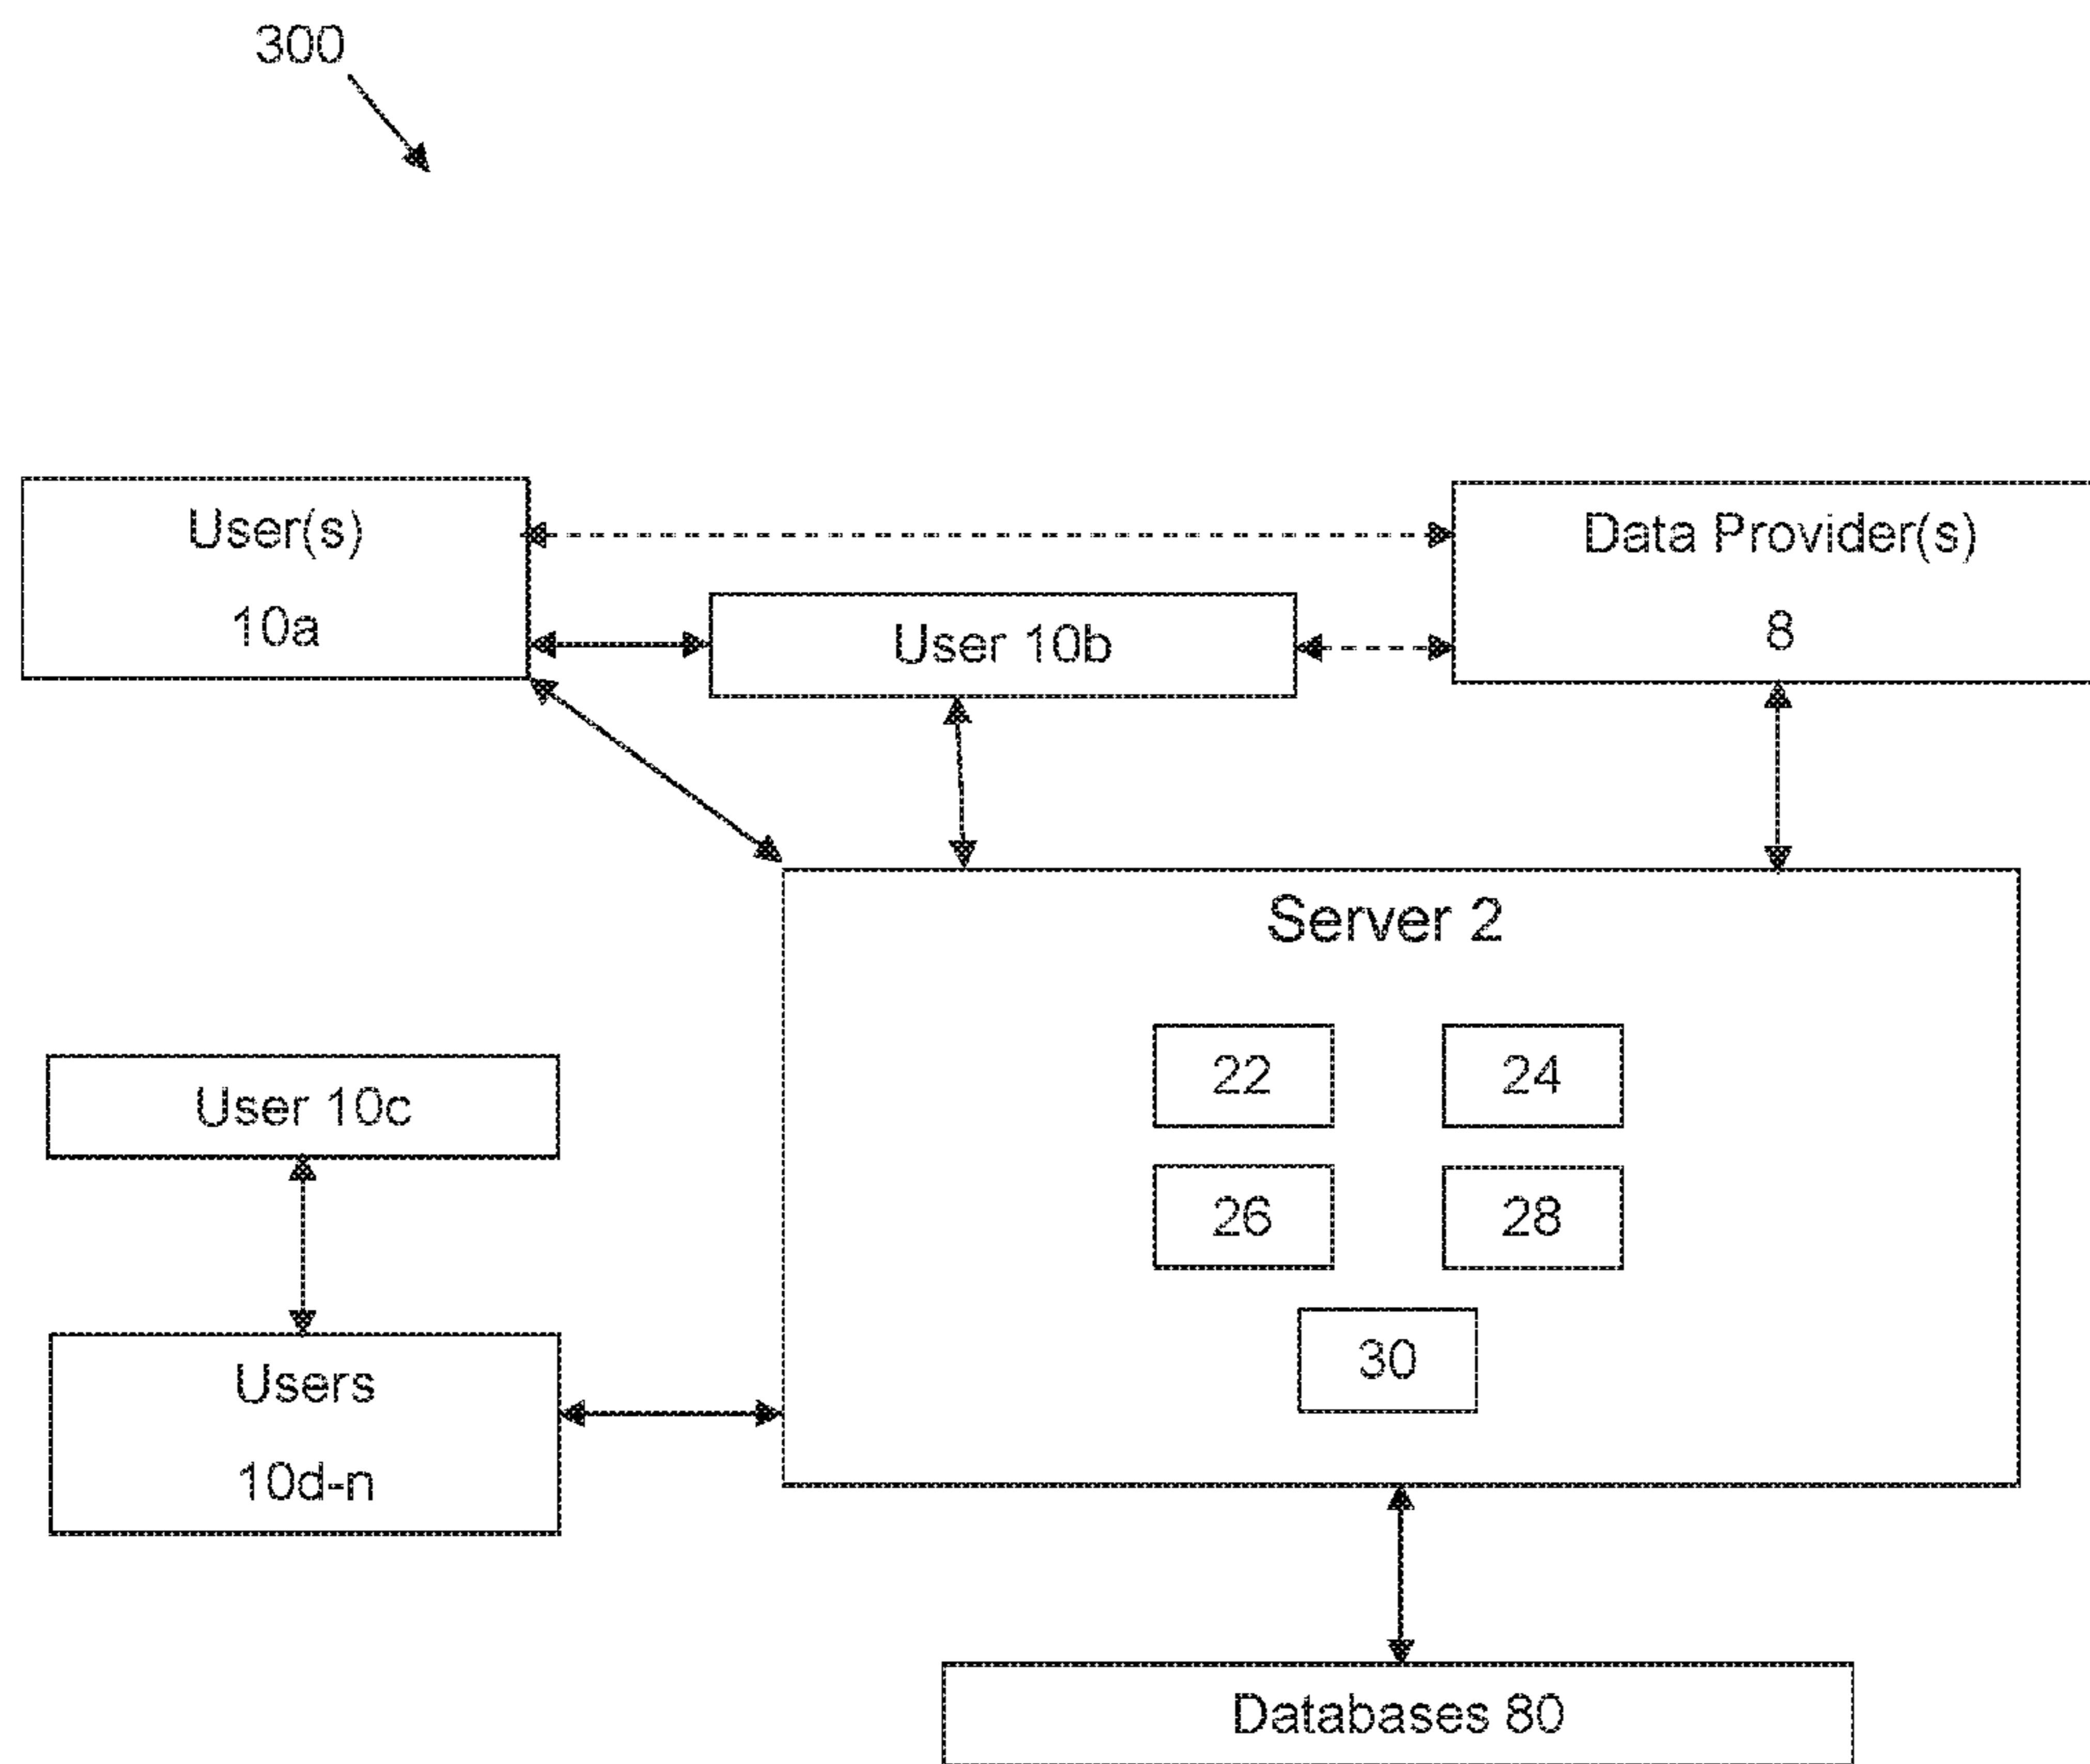 300
User(s)
10a
Data Provider(s)
8
User 10b
Server 2
22
24
26
28
30
User 10c
Users
10d-n
Databases 80